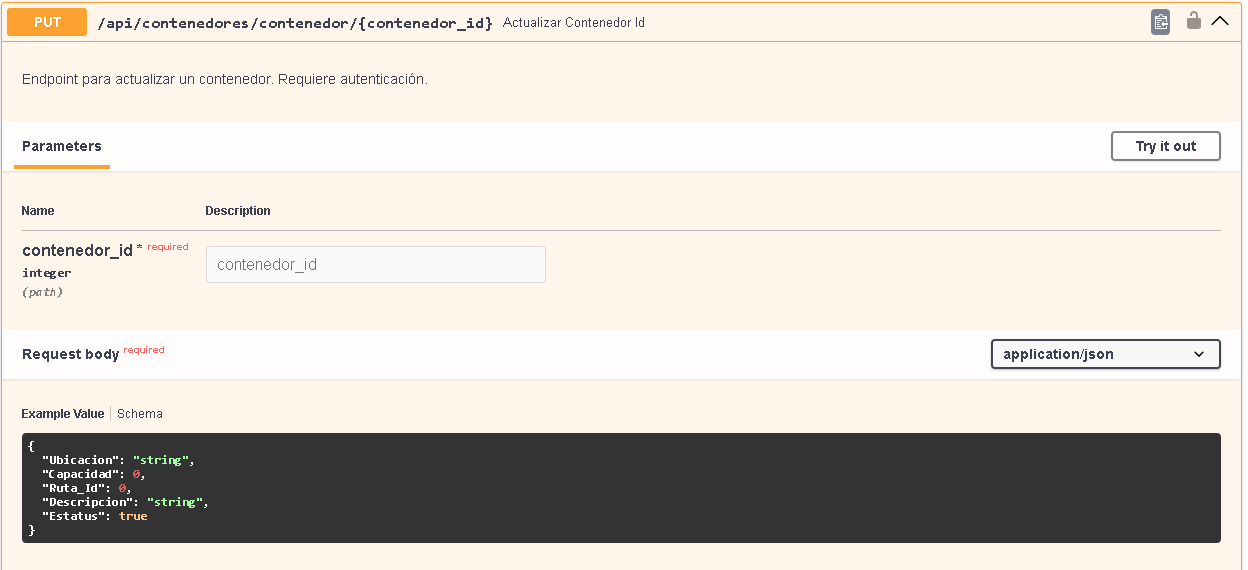 PUT /api/contenedores/contenedor/{contenedor_id} Actualizar Contenedor Id
Endpoint para actualizar un contenedor. Requiere autenticación.
Parameters Try it out
Name Description
contenedor_id * required contenedor_id
integer
(path)
Request body required application/json
Example Value Schema
{
"Ubicacion": "string",
"Capacidad": 0,
"Ruta_Id": 0,
"Descripcion": "string",
"Estatus": true
}